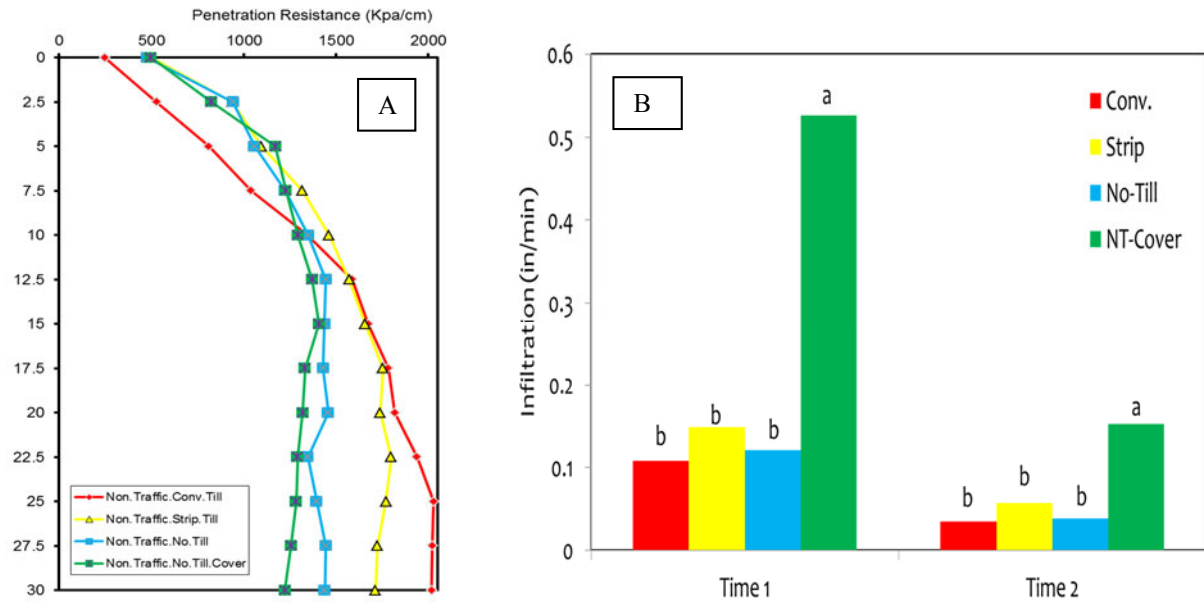 Penetration Resistance (Kpa/cm)
0 500 1000 1500 2000
0
2.5
5
7.5
10
12.5
15
17.5
20
22.5
25
27.5
30
A
Non.Traffic.Conv.Till
Non.Traffic.Strip.Till
Non.Traffic.No.Till
Non.Traffic.No.Till.Cover
B
Infiltration (in/min)
0.6
0.5
0.4
0.3
0.2
0.1
0
b b b a
b b b a
Time 1 Time 2
Conv.
Strip
No-Till
NT-Cover